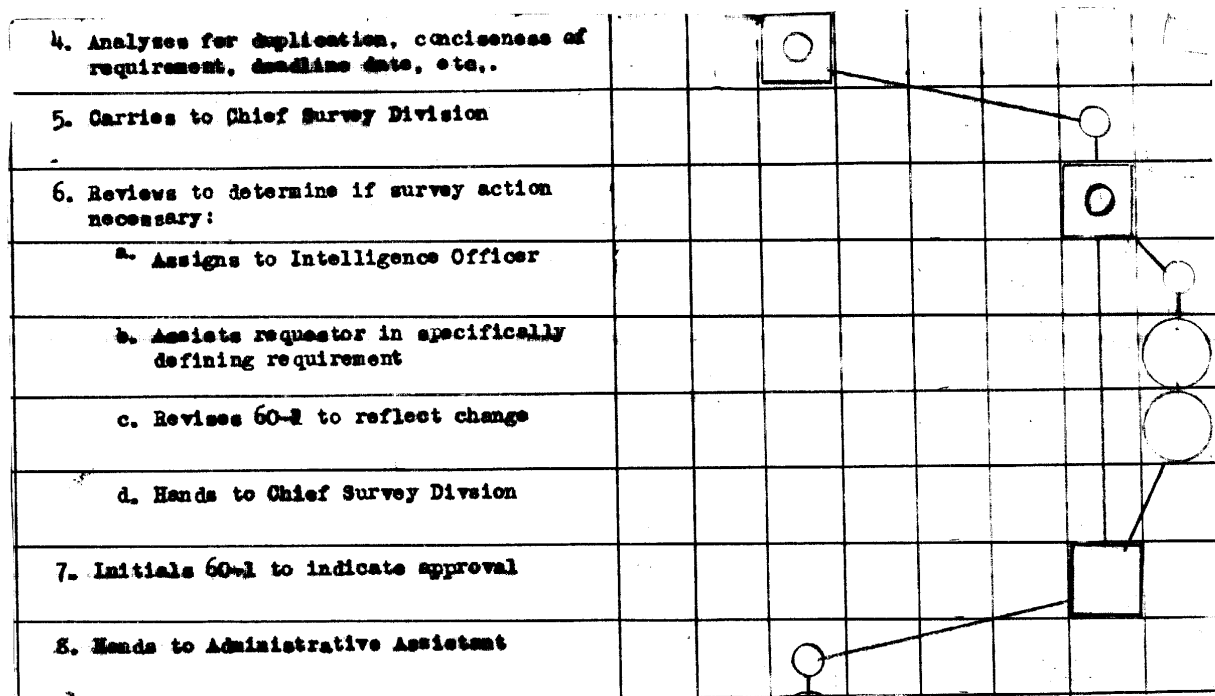 4. Analyses for duplication, conciseness of
requirement, deadline date, etc..
5. Carries to Chief Survey Division
6. Reviews to determine if survey action
necessary:
a. Assigns to Intelligence Officer
b. Assists requestor in specifically
defining requirement
c. Revises 60-1 to reflect change
d. Hands to Chief Survey Divsion
7. Initials 60-1 to indicate approval
8. Hands to Administrative Assistant